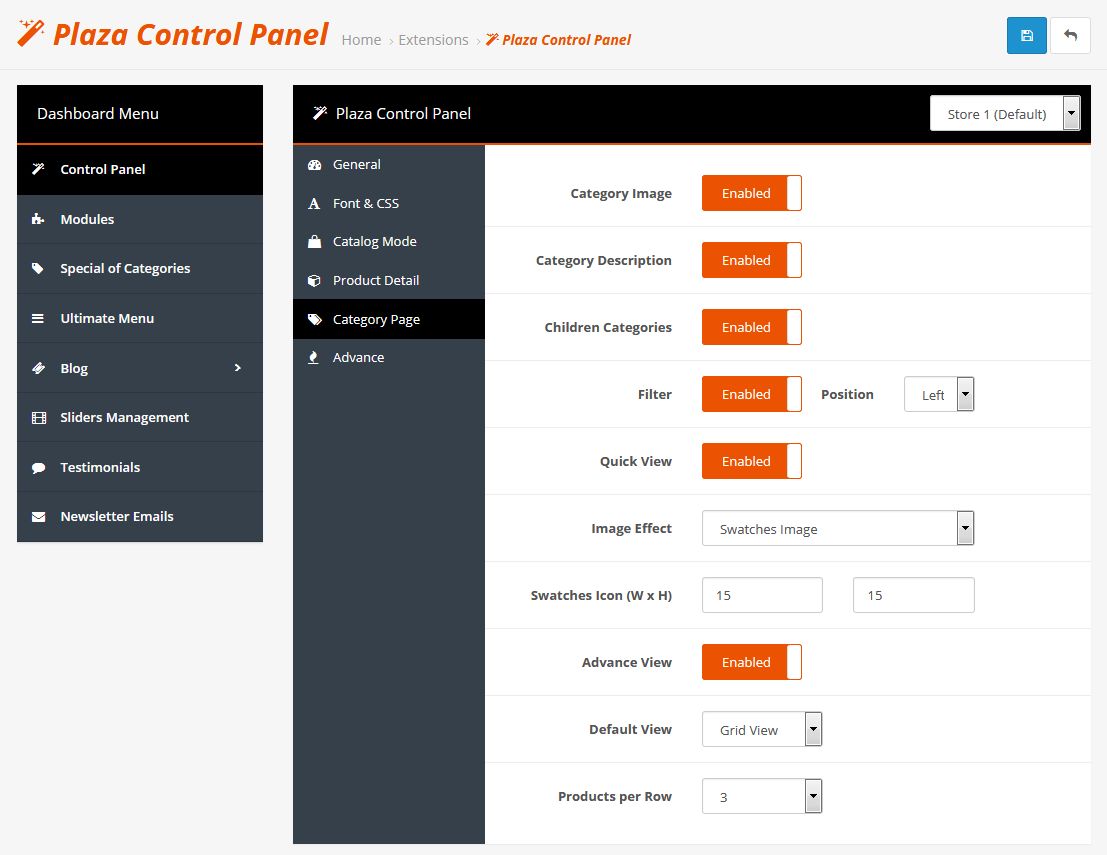 Plaza Control Panel Home › Extensions › Plaza Control Panel
Dashboard Menu
Control Panel
Modules
Special of Categories
Ultimate Menu
Blog
Sliders Management
Testimonials
Newsletter Emails
Plaza Control Panel Store 1 (Default)
General
Font & CSS
Catalog Mode
Product Detail
Category Page
Advance
Category Image Enabled
Category Description Enabled
Children Categories Enabled
Filter Enabled Position Left
Quick View Enabled
Image Effect Swatches Image
Swatches Icon (W x H) 15 15
Advance View Enabled
Default View Grid View
Products per Row 3